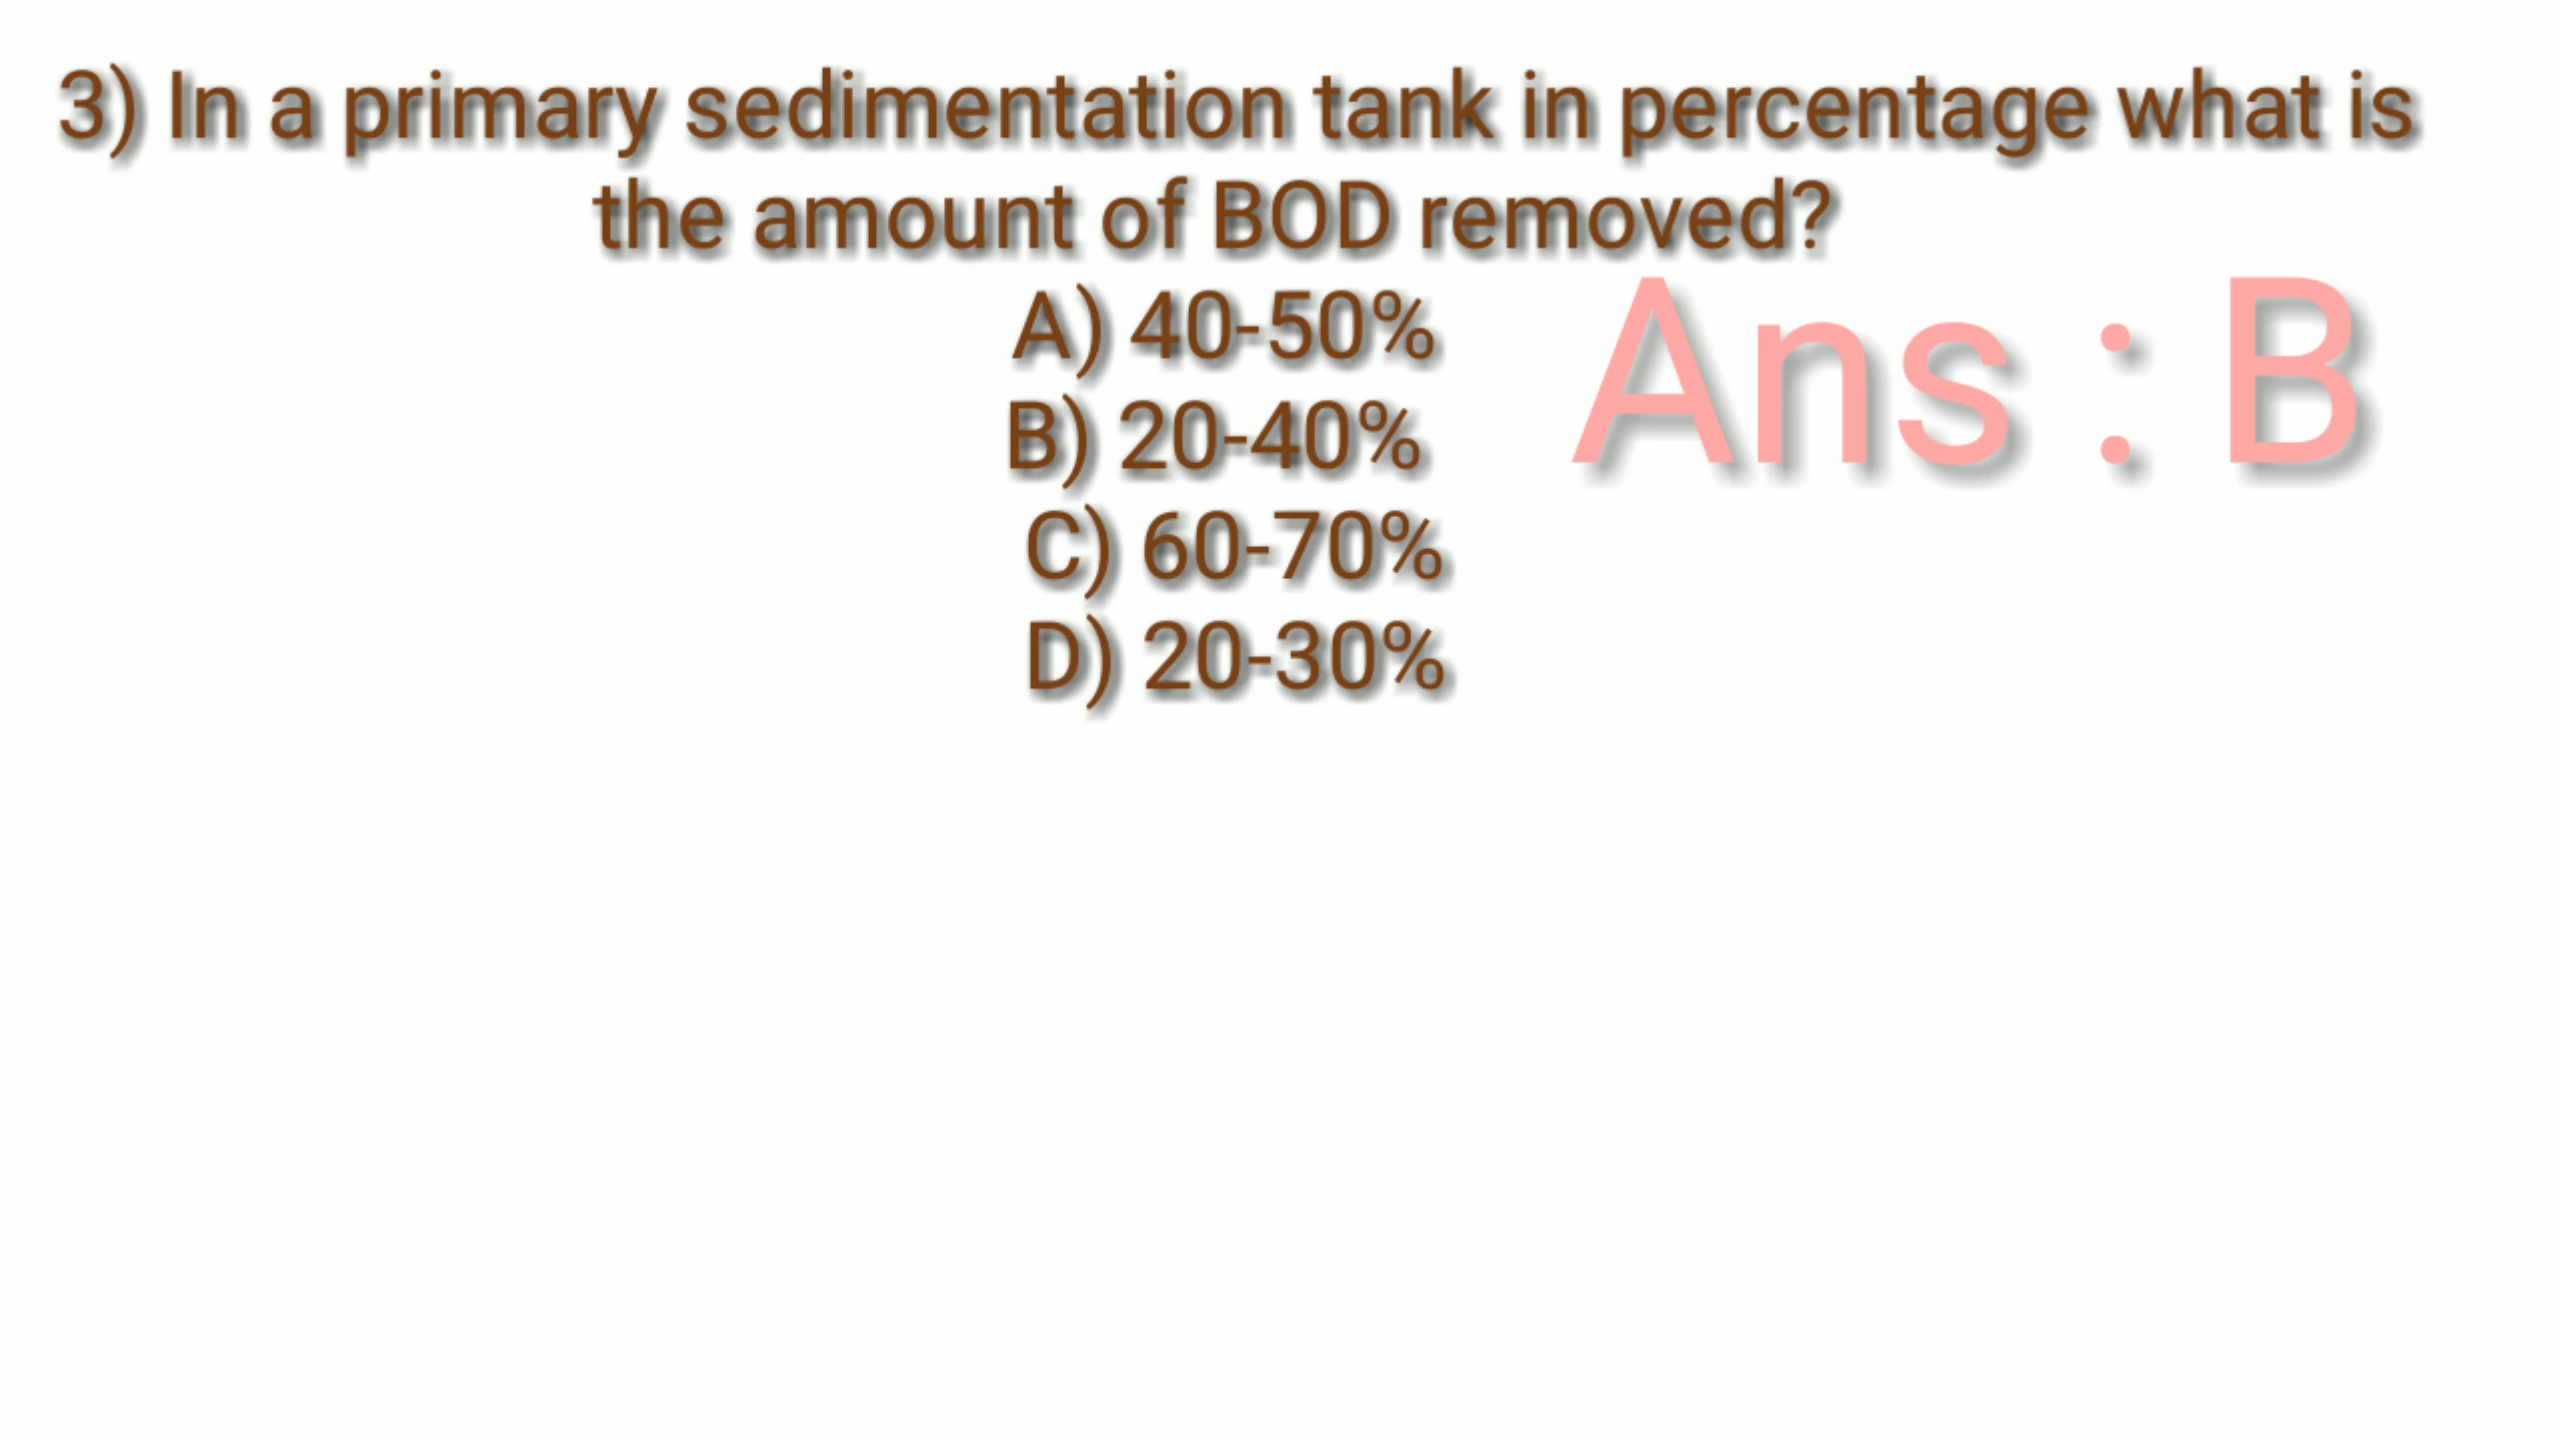 3) In a primary sedimentation tank in percentage what is
the amount of BOD removed?
A) 40-50%
B) 20-40%
C) 60-70%
D) 20-30%
Ans : B